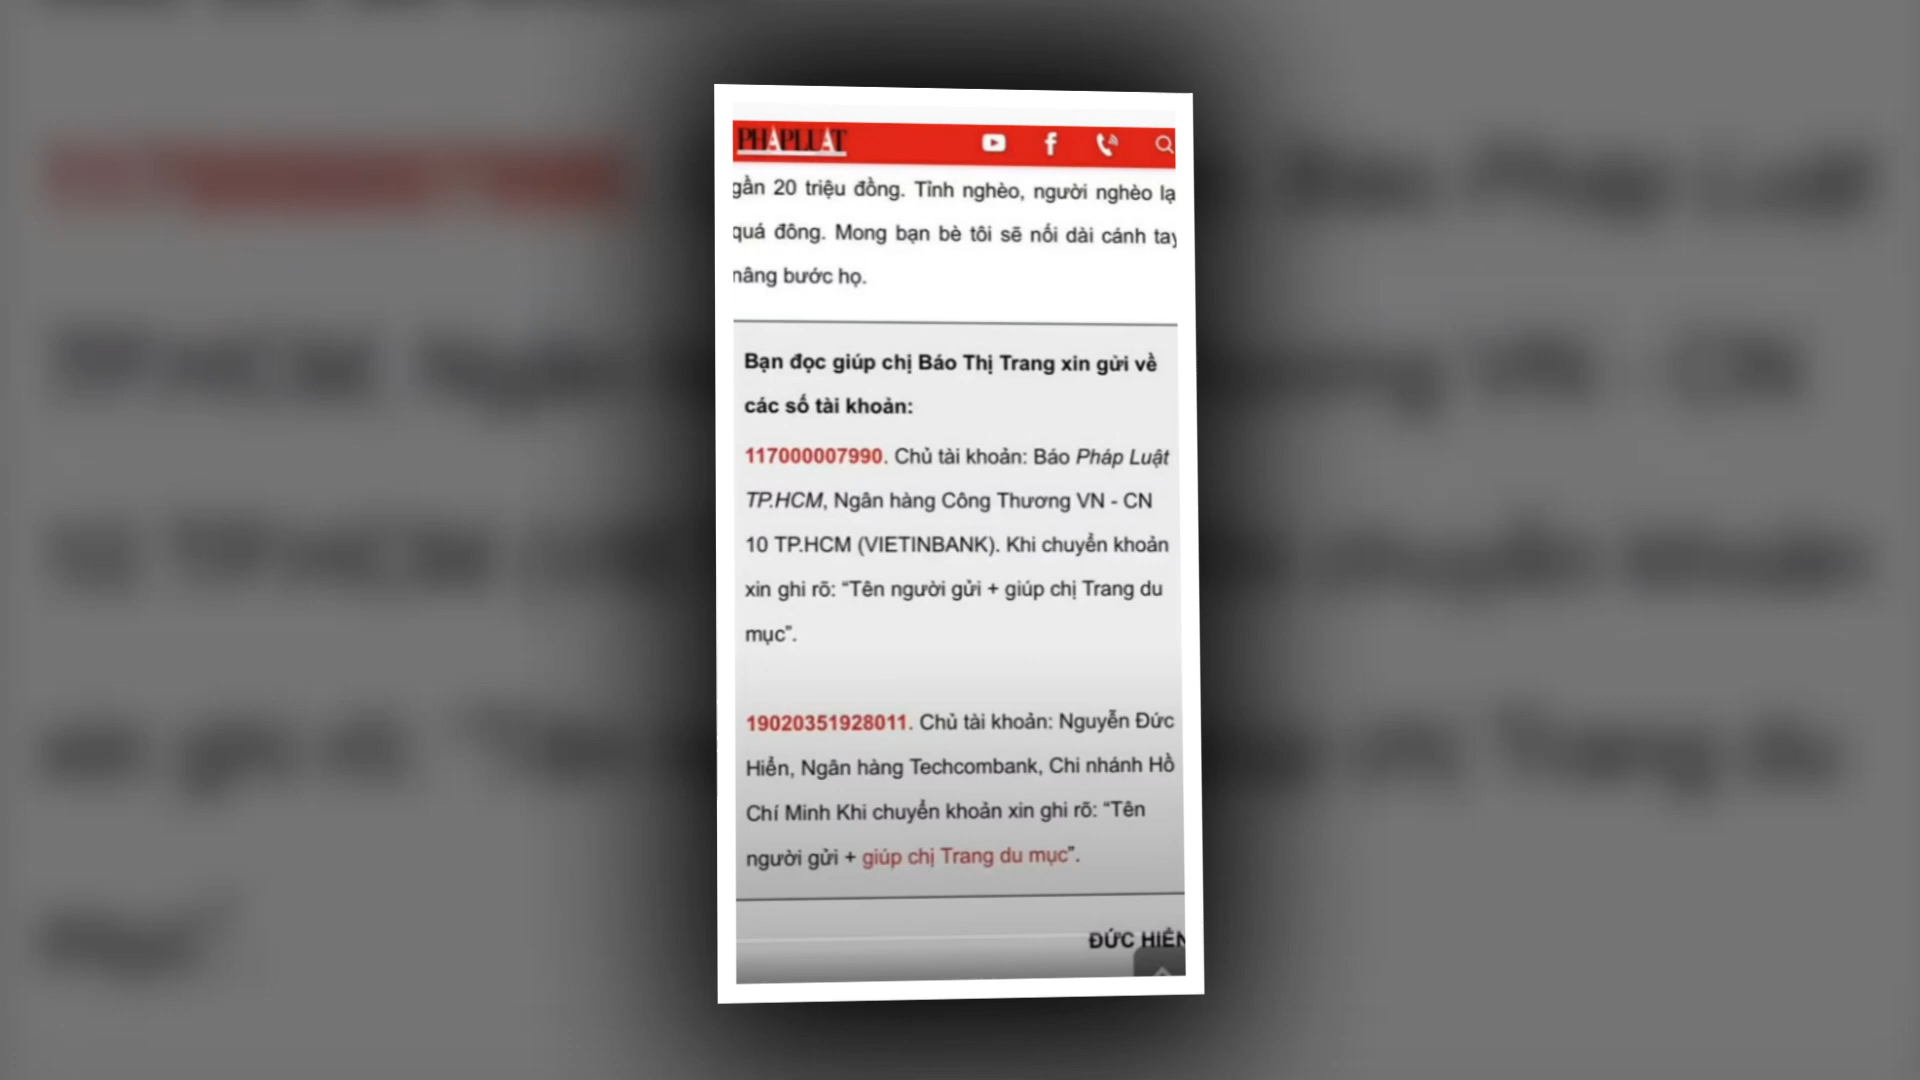 PHÁPLUẬT
gần 20 triệu đồng. Tỉnh nghèo, người nghèo lạ
quá đông. Mong bạn bè tôi sẽ nối dài cánh tay
nâng bước họ.
Bạn đọc giúp chị Báo Thị Trang xin gửi về
các số tài khoản:
117000007990. Chủ tài khoản: Báo Pháp Luật
TP.HCM, Ngân hàng Công Thương VN - CN
10 TP.HCM (VIETINBANK). Khi chuyển khoản
xin ghi rõ: “Tên người gửi + giúp chị Trang du
mục”.
19020351928011. Chủ tài khoản: Nguyễn Đức
Hiển, Ngân hàng Techcombank, Chi nhánh Hồ
Chí Minh Khi chuyển khoản xin ghi rõ: “Tên
người gửi + giúp chị Trang du mục”.
ĐỨC HIỂN